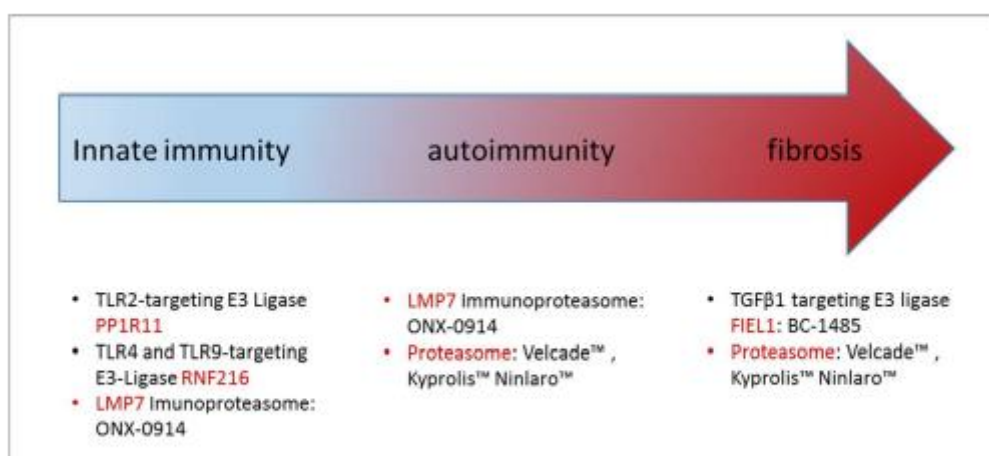 Innate immunity
autoimmunity
fibrosis
• TLR2-targeting E3 Ligase
PP1R11
• TLR4 and TLR9-targeting
E3-Ligase RNF216
• LMP7 Imunoproteasome:
ONX-0914
• LMP7 Immunoproteasome:
ONX-0914
• Proteasome: Velcade™ ,
Kyprolis™ Ninlaro™
• TGFβ1 targeting E3 ligase
FIEL1: BC-1485
• Proteasome: Velcade™ ,
Kyprolis™ Ninlaro™